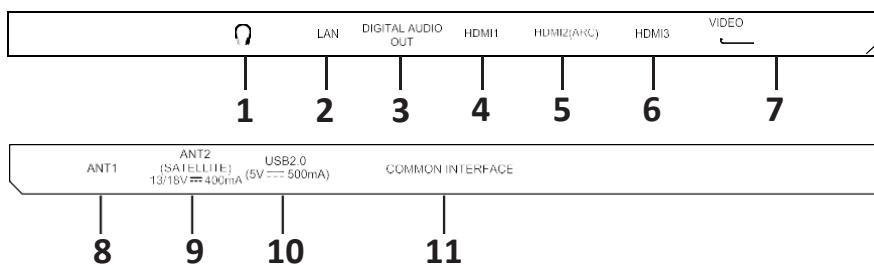 LAN
DIGITAL AUDIO
OUT
HDMI1
HDMI2(ARC)
HDMI3
VIDEO
1 2 3 4 5 6 7
ANT1
ANT2
(SATELLITE)
13/18V⎓400mA
USB2.0
(5V⎓500mA)
COMMON INTERFACE
8 9 10 11